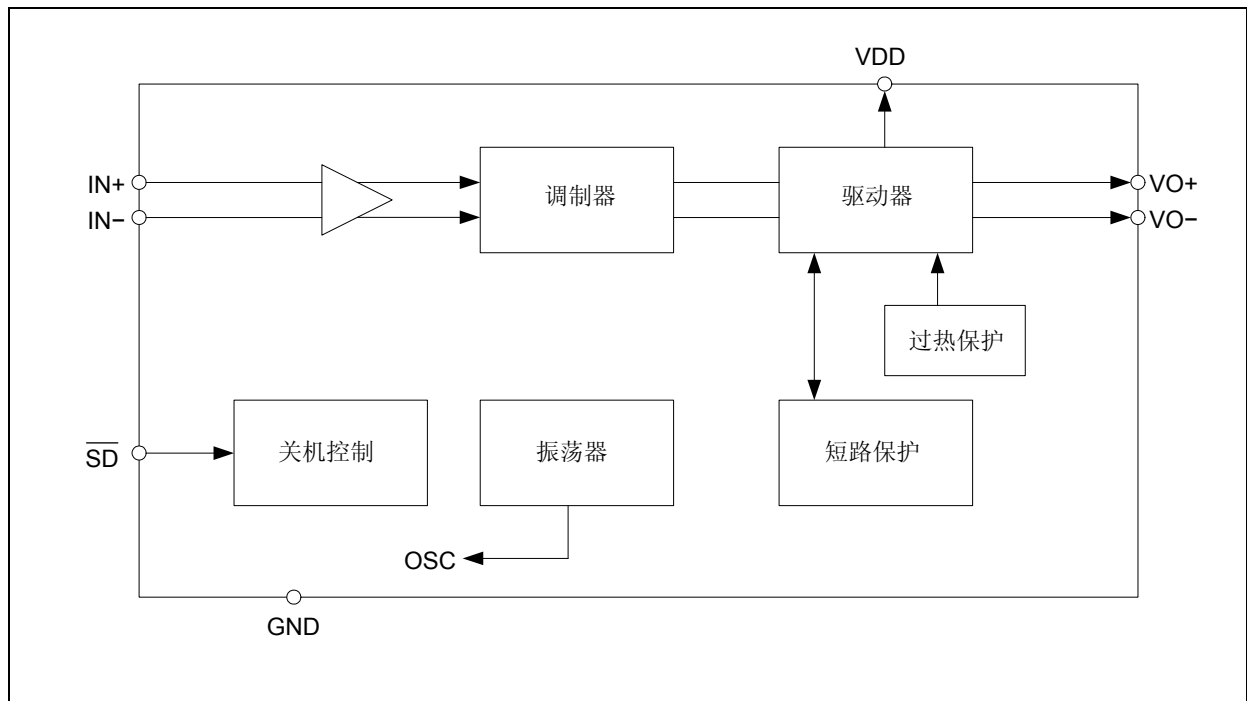 VDD
IN+
IN−
调制器
驱动器
VO+
VO−
过热保护
SD
关机控制
振荡器
短路保护
OSC
GND